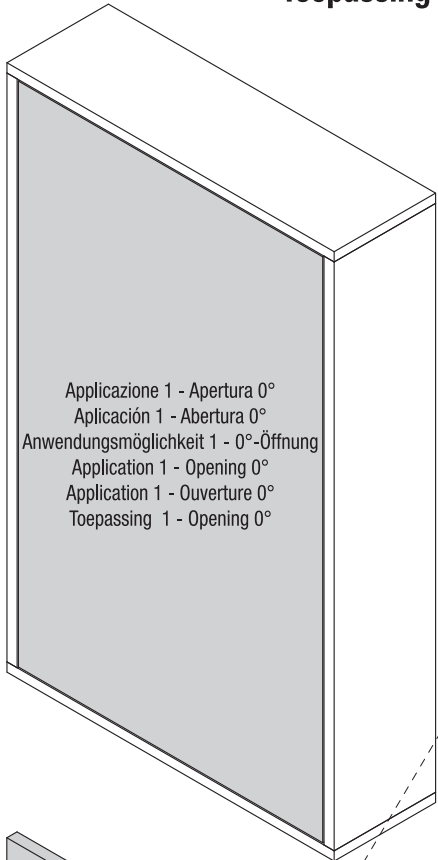 Toepassing
Applicazione 1 - Apertura 0°
Aplicación 1 - Abertura 0°
Anwendungsmöglichkeit 1 - 0°-Öffnung
Application 1 - Opening 0°
Application 1 - Ouverture 0°
Toepassing 1 - Opening 0°